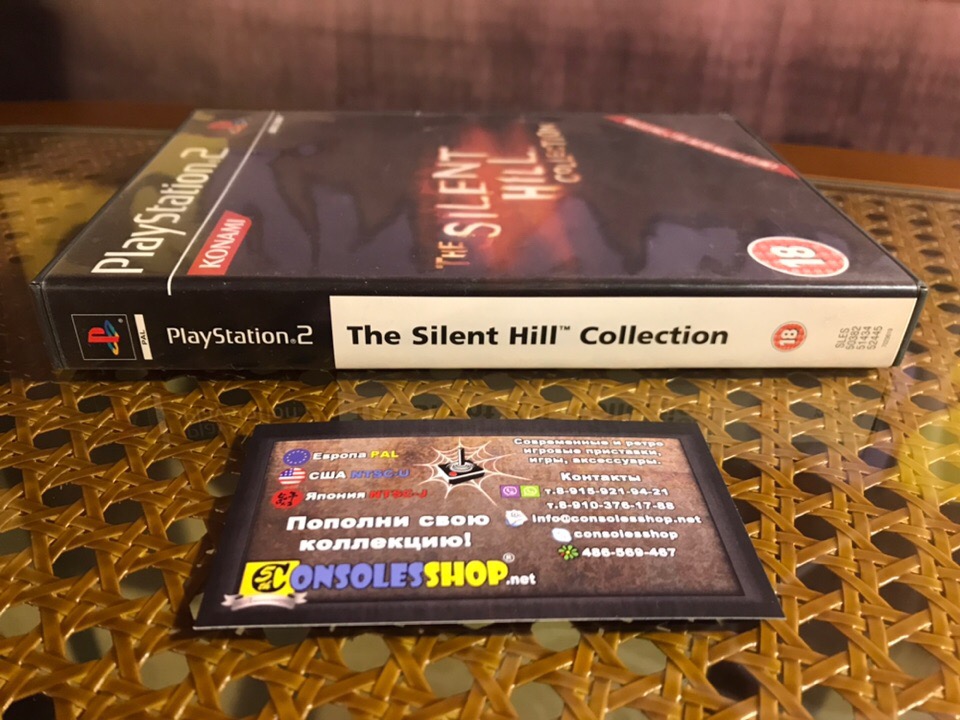 PlayStation.2
KONAMI
THE SILENT HILL COLLECTION
18
PAL
PlayStation.2
The Silent Hill™ Collection
18
SLES
50382
51434
52445
Европа PAL
США NTSC-U
Япония NTSC-J
Пополни свою
коллекцию!
CONSOLESSHOP®.net
Современные и ретро
игровые приставки,
игры, аксессуары.
Контакты
т.8-915-921-94-21
т.8-910-376-17-88
info@consolesshop.net
consolesshop
486-569-467